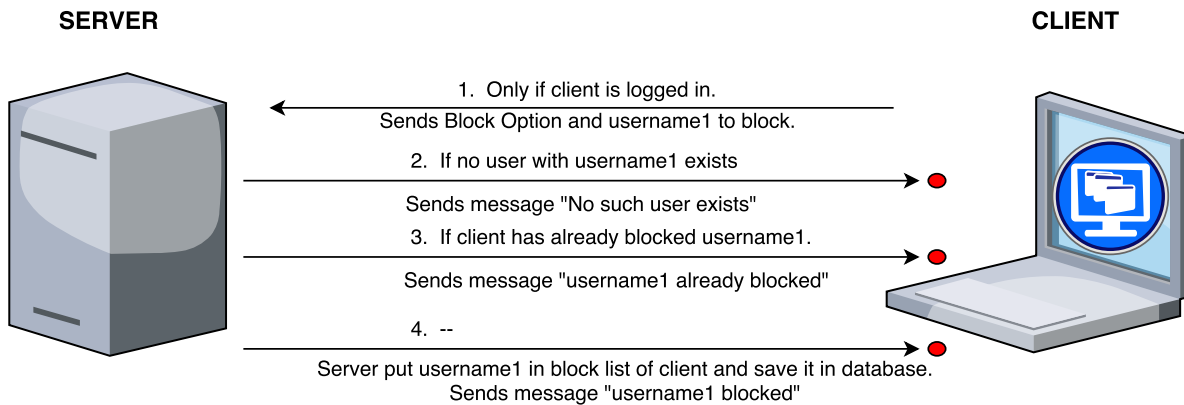 SERVER
CLIENT
1. Only if client is logged in.
Sends Block Option and username1 to block.
2. If no user with username1 exists
Sends message "No such user exists"
3. If client has already blocked username1.
Sends message "username1 already blocked"
4. --
Server put username1 in block list of client and save it in database.
Sends message "username1 blocked"